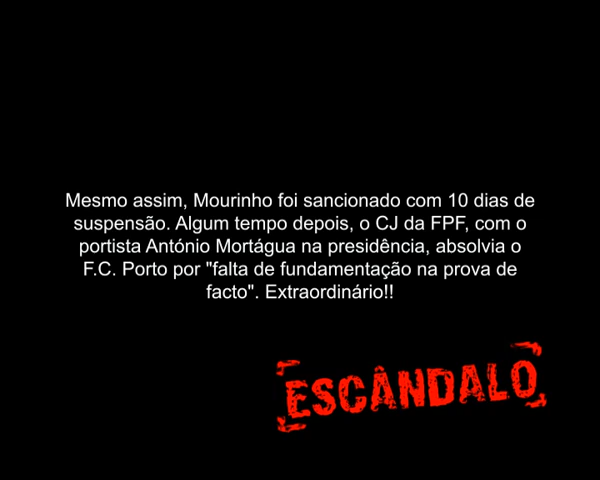 Mesmo assim, Mourinho foi sancionado com 10 dias de
suspensão. Algum tempo depois, o CJ da FPF, com o
portista António Mortágua na presidência, absolvia o
F.C. Porto por "falta de fundamentação na prova de
facto". Extraordinário!!
ESCÂNDALO